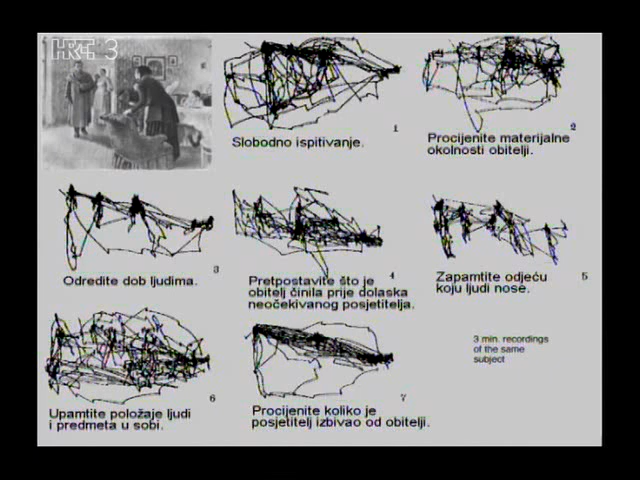 HRT 3
1
Slobodno ispitivanje.
2
Procijenite materijalne
okolnosti obitelji.
3
Odredite dob ljudima.
4
Pretpostavite što je
obitelj činila prije dolaska
neočekivanog posjetitelja.
5
Zapamtite odjeću
koju ljudi nose.
6
Upamtite položaje ljudi
i predmeta u sobi.
7
Procijenite koliko je
posjetitelj izbivao od obitelji.
3 min. recordings
of the same
subject